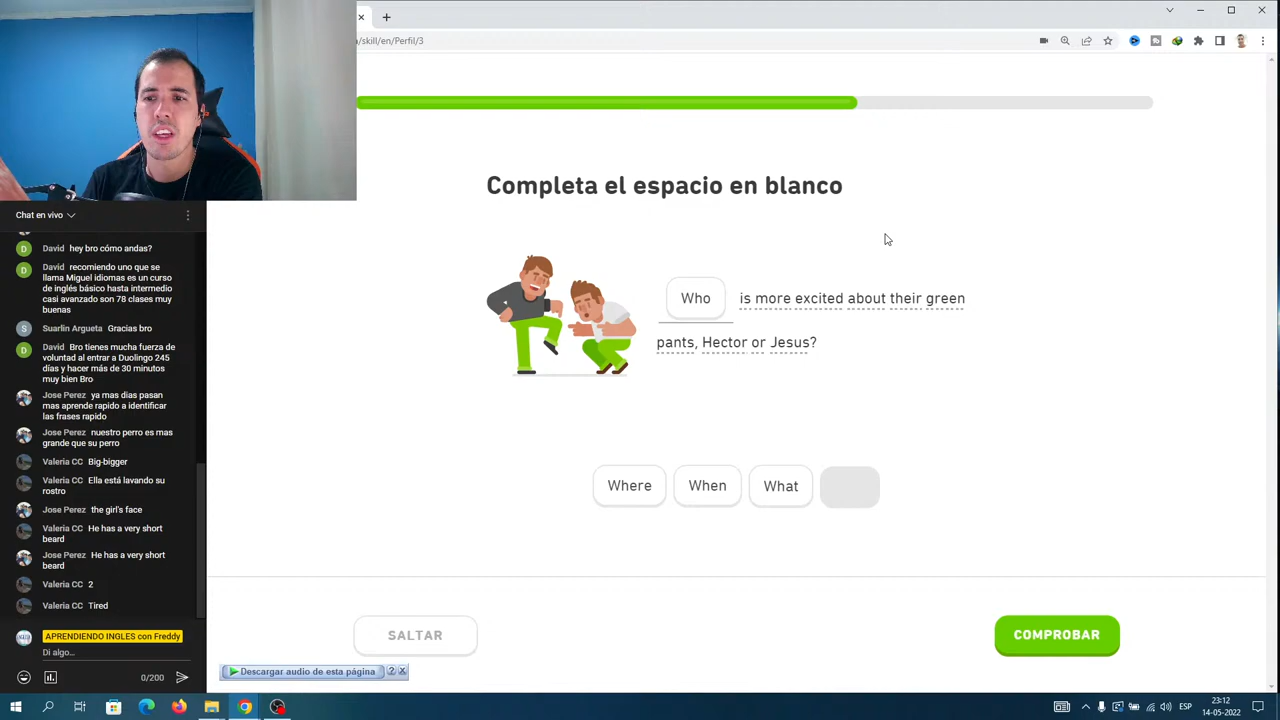 /skill/en/Perfil/3
Completa el espacio en blanco
Who is more excited about their green
pants, Hector or Jesus?
Where When What
SALTAR
COMPROBAR
Chat en vivo
David hey bro cómo andas?
David recomiendo uno que se
llama Miguel idiomas es un curso
de inglés básico hasta intermedio
casi avanzado son 78 clases muy
buenas
Suarlin Argueta Gracias bro
David Bro tienes mucha fuerza de
voluntad al entrar a Duolingo 245
días y hacer más de 30 minutos
muy bien Bro
Jose Perez ya mas dias pasan
mas aprende rapido a identificar
las frases rapido
Jose Perez nuestro perro es mas
grande que su perro
Valeria CC Big-bigger
Valeria CC Ella está lavando su
rostro
Jose Perez the girl's face
Valeria CC He has a very short
beard
Jose Perez He has a very short
beard
Valeria CC 2
Valeria CC Tired
APRENDIENDO INGLES con Freddy
Di algo...
0/200
Descargar audio de esta página
ESP
23:12
14-05-2022